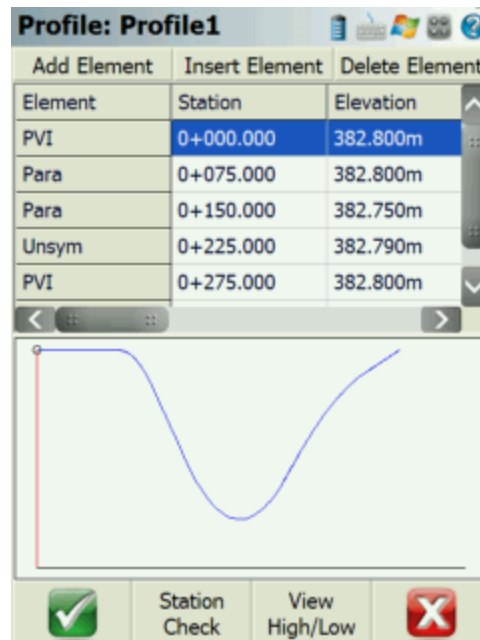 Profile: Profile1
Add Element Insert Element Delete Element
Element Station Elevation
PVI 0+000.000 382.800m
Para 0+075.000 382.800m
Para 0+150.000 382.750m
Unsym 0+225.000 382.790m
PVI 0+275.000 382.800m
Station Check
View High/Low